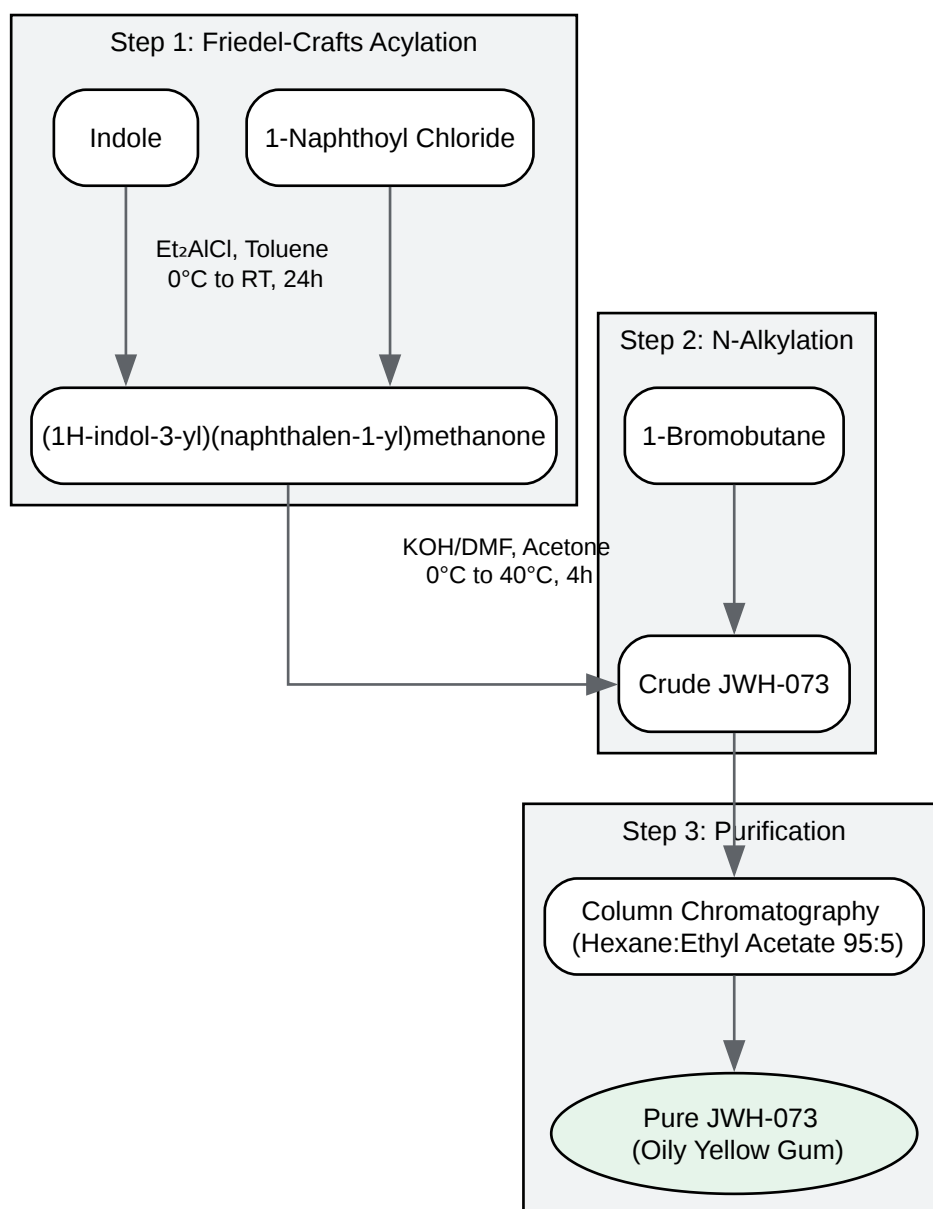 Step 1: Friedel-Crafts Acylation
Indole
1-Naphthoyl Chloride
Et₂AlCl, Toluene
0°C to RT, 24h
(1H-indol-3-yl)(naphthalen-1-yl)methanone
Step 2: N-Alkylation
1-Bromobutane
KOH/DMF, Acetone
0°C to 40°C, 4h
Crude JWH-073
Step 3: Purification
Column Chromatography
(Hexane:Ethyl Acetate 95:5)
Pure JWH-073
(Oily Yellow Gum)